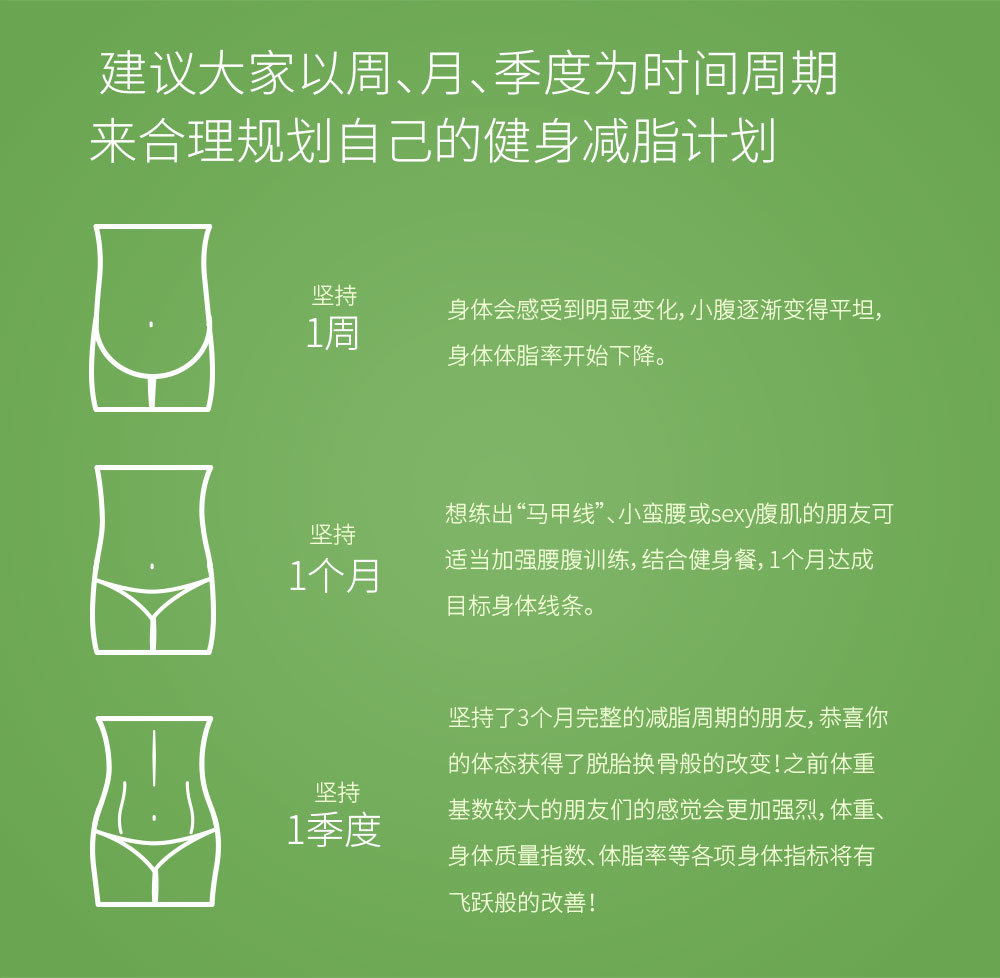 建议大家以周、月、季度为时间周期
来合理规划自己的健身减脂计划
坚持
1周
身体会感受到明显变化，小腹逐渐变得平坦，
身体体脂率开始下降。
坚持
1个月
想练出“马甲线”、小蛮腰或sexy腹肌的朋友可
适当加强腰腹训练，结合健身餐，1个月达成
目标身体线条。
坚持
1季度
坚持了3个月完整的减脂周期的朋友，恭喜你
的体态获得了脱胎换骨般的改变！之前体重
基数较大的朋友们的感觉会更加强烈，体重、
身体质量指数、体脂率等各项身体指标将有
飞跃般的改善！